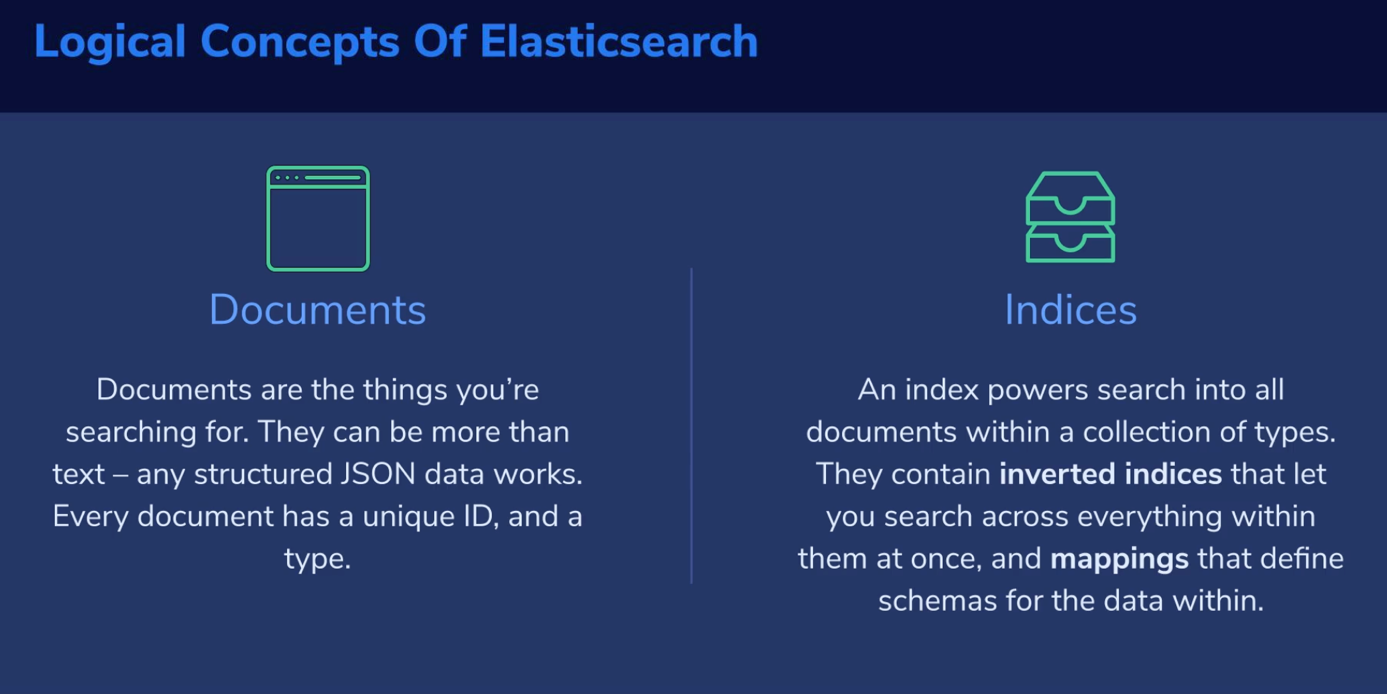 Logical Concepts Of Elasticsearch
Documents
Documents are the things you’re
searching for. They can be more than
text – any structured JSON data works.
Every document has a unique ID, and a
type.
Indices
An index powers search into all
documents within a collection of types.
They contain inverted indices that let
you search across everything within
them at once, and mappings that define
schemas for the data within.